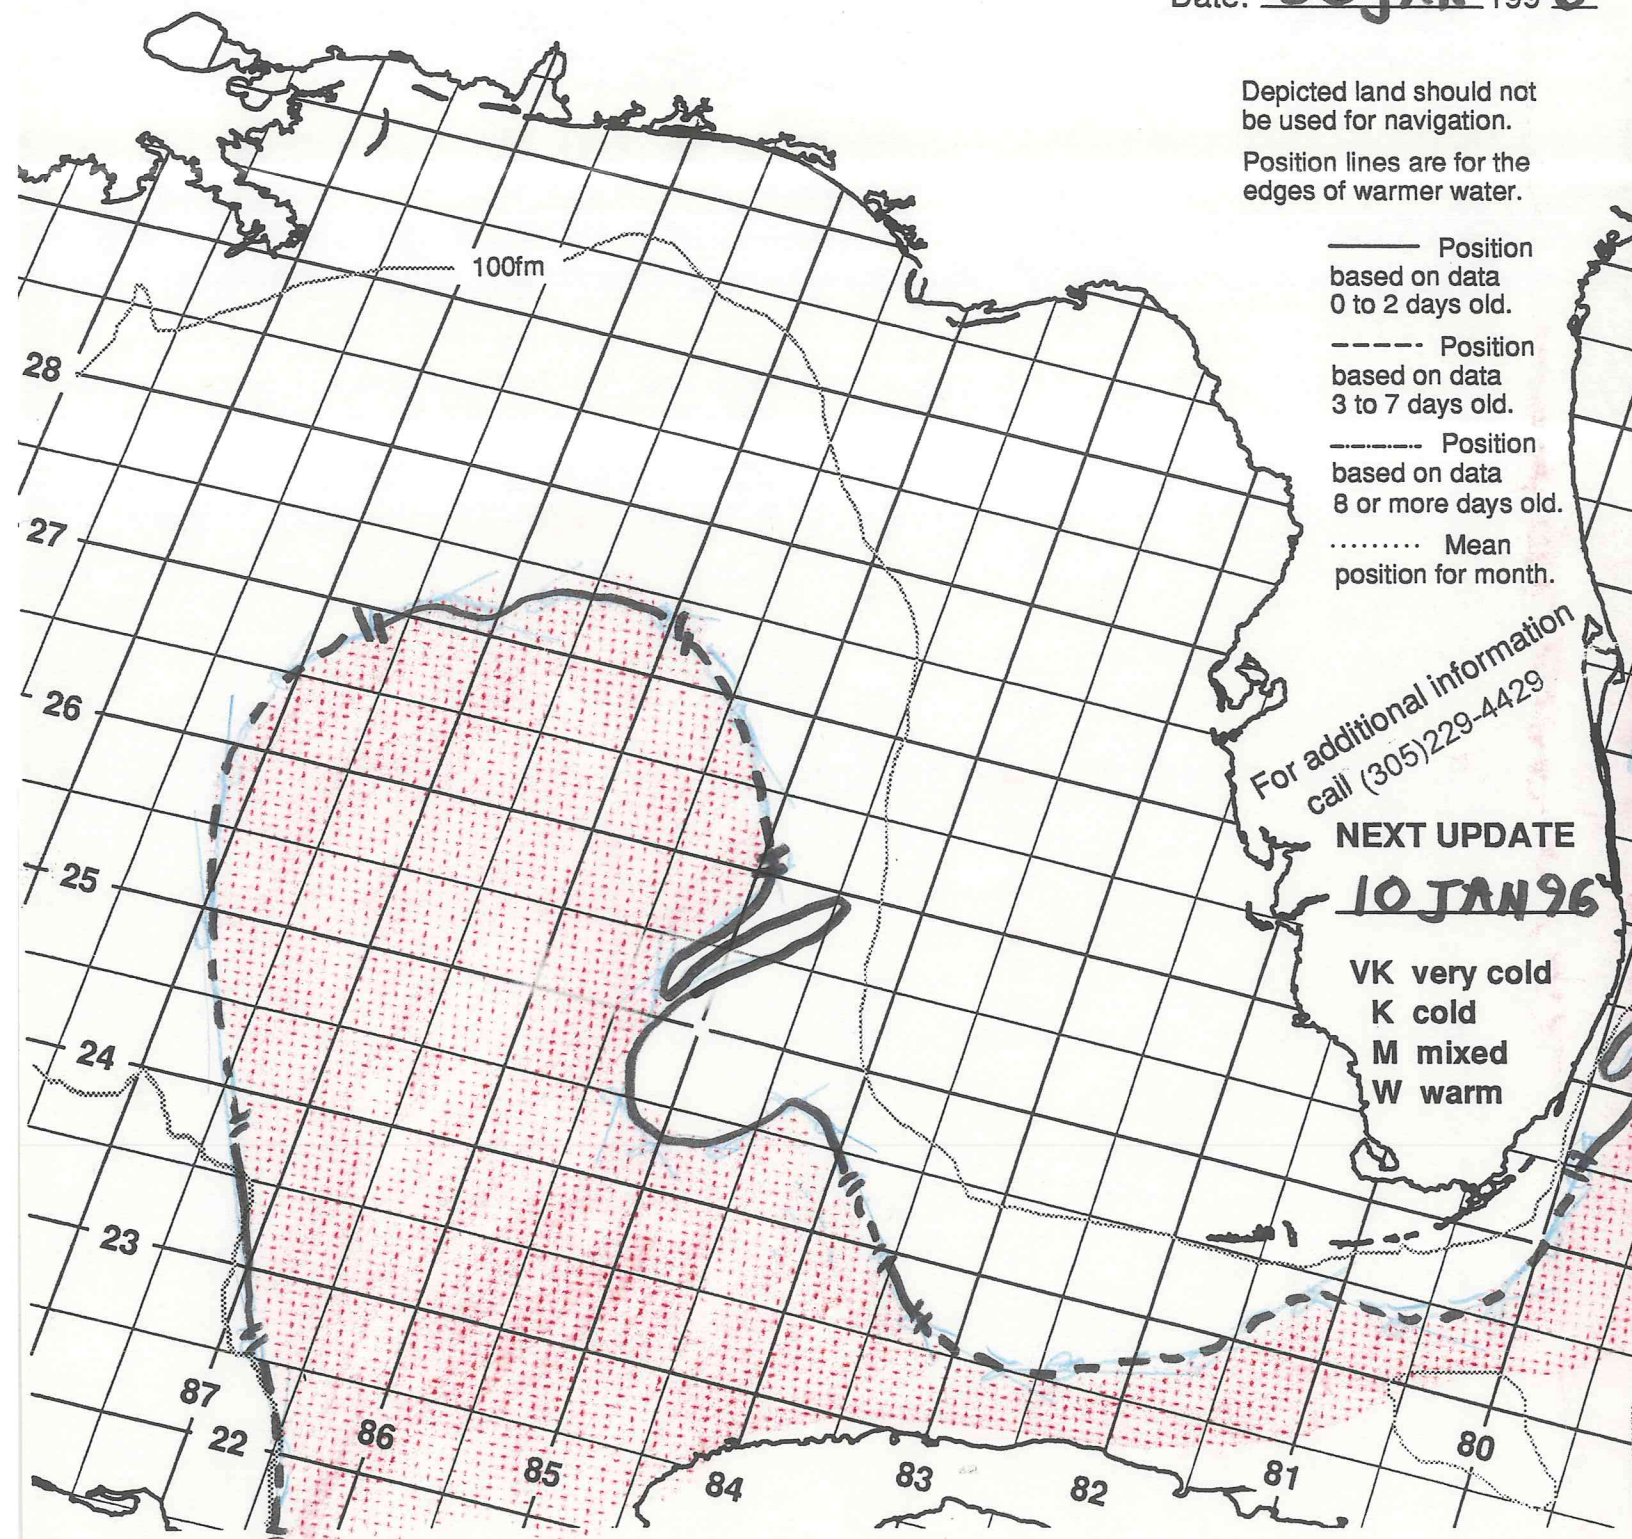 Date: JAN 199
Depicted land should not
be used for navigation.
Position lines are for the
edges of warmer water.
Position
based on data
0 to 2 days old.
Position
based on data
3 to 7 days old.
Position
based on data
8 or more days old.
Mean
position for month.
For additional information
call (305)229-4429
NEXT UPDATE
10 JAN 96
VK very cold
K cold
M mixed
W warm
100fm
28
27
26
25
24
23
22
87
86
85
84
83
82
81
80